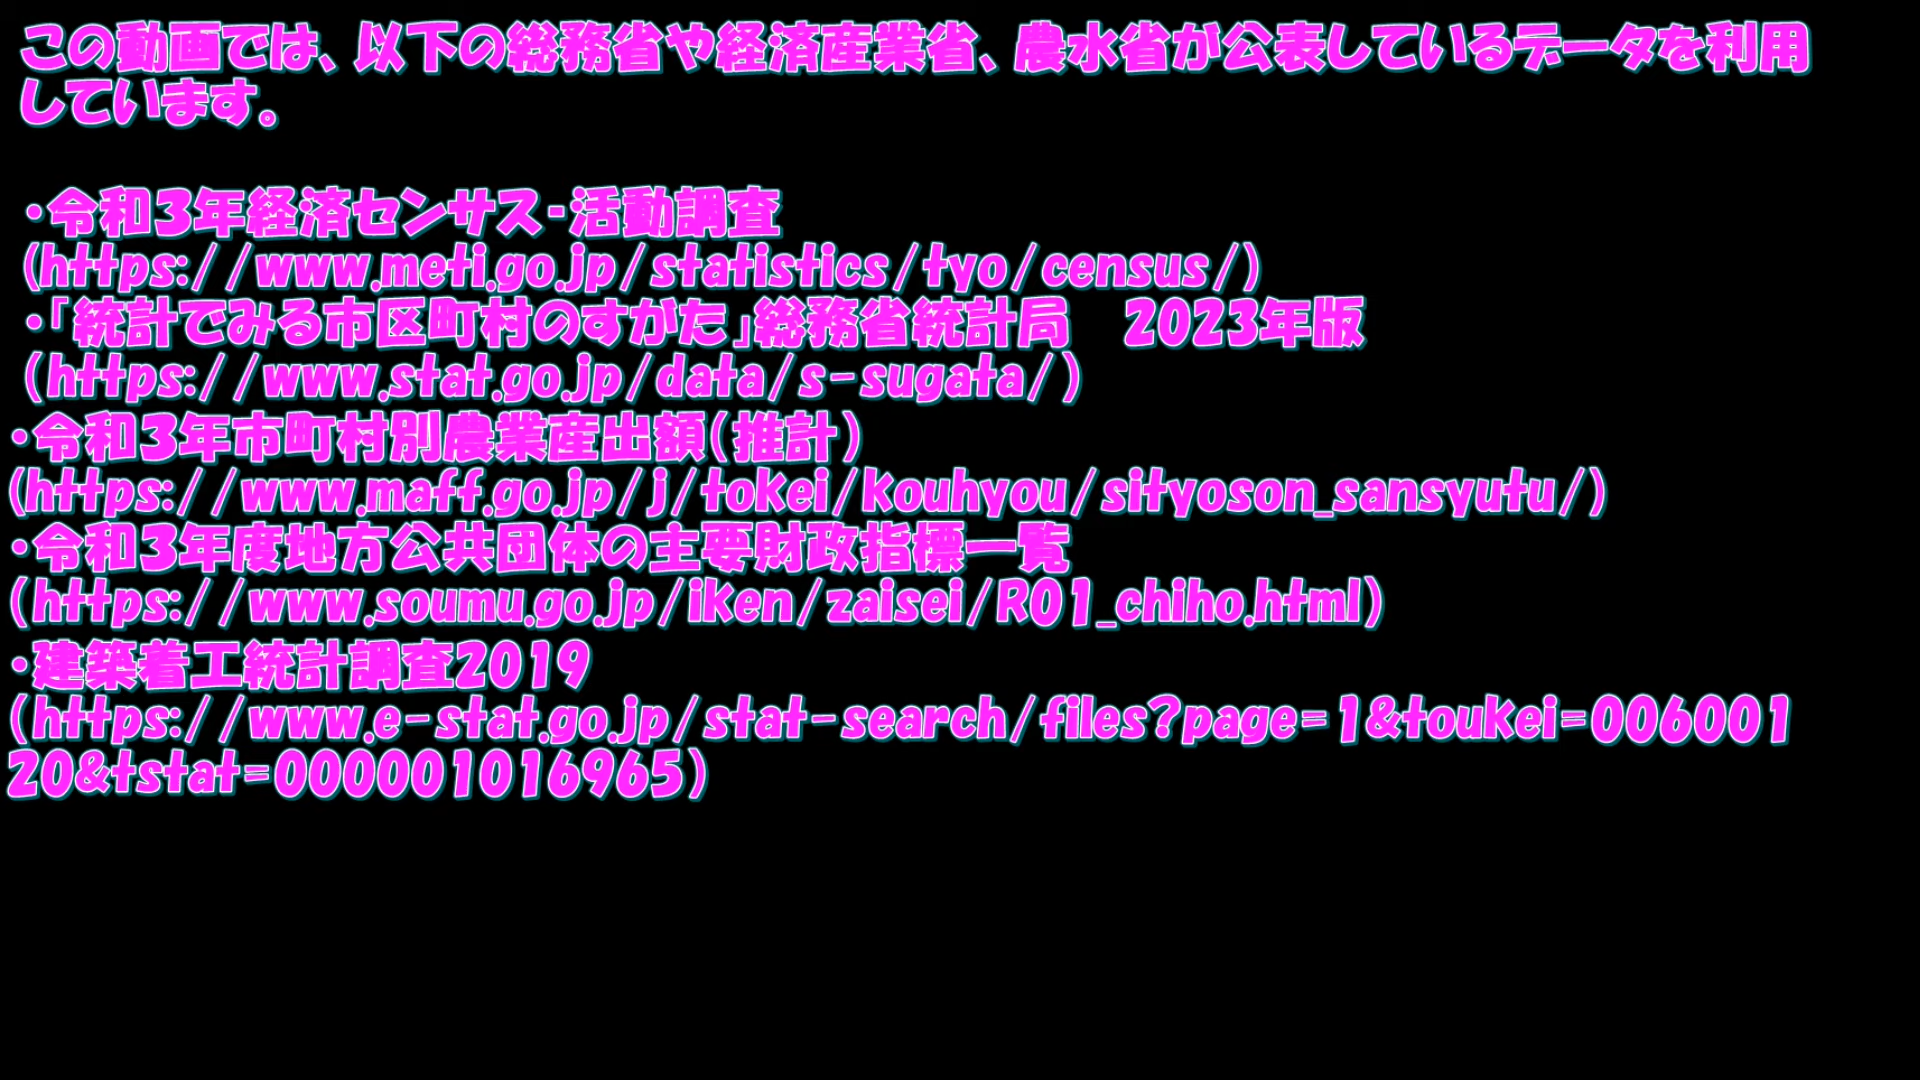 この動画では、以下の総務省や経済産業省、農水省が公表しているデータを利用
しています。
・令和3年経済センサス‐活動調査
(https://www.meti.go.jp/statistics/tyo/census/)
・「統計でみる市区町村のすがた」総務省統計局　2023年版
(https://www.stat.go.jp/data/s-sugata/)
・令和3年市町村別農業産出額(推計)
(https://www.maff.go.jp/j/tokei/kouhyou/sityoson_sansyutu/)
・令和3年度地方公共団体の主要財政指標一覧
(https://www.soumu.go.jp/iken/zaisei/R01_chiho.html)
・建築着工統計調査2019
(https://www.e-stat.go.jp/stat-search/files?page=1&toukei=006001
20&tstat=000001016965)